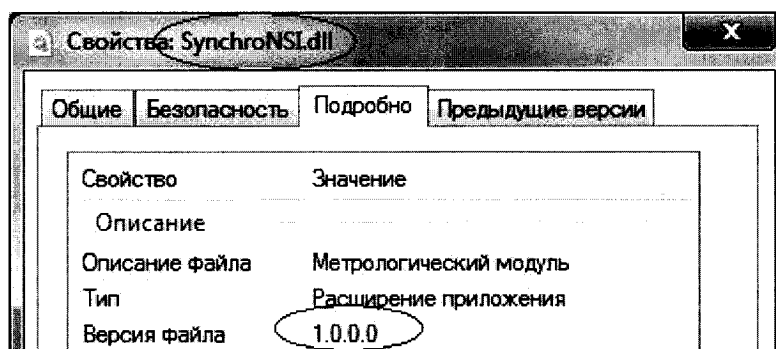 Свойства: SynchroNSI.dll
x
Общие Безопасность Подробно Предыдущие версии
Свойство Значение
Описание
Описание файла Метрологический модуль
Тип Расширение приложения
Версия файла 1.0.0.0